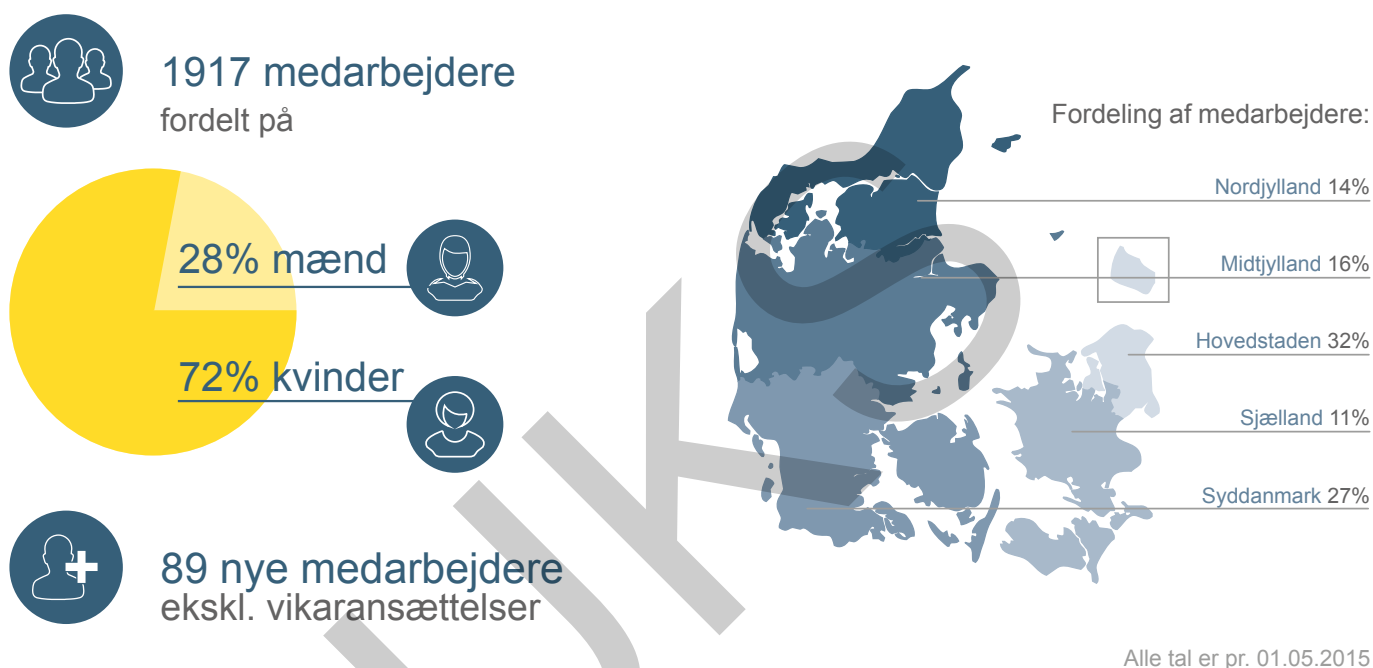 1917 medarbejdere
fordelt på
28% mænd
72% kvinder
89 nye medarbejdere
ekskl. vikaransættelser
Fordeling af medarbejdere:
Nordjylland 14%
Midtjylland 16%
Hovedstaden 32%
Sjælland 11%
Syddanmark 27%
Alle tal er pr. 01.05.2015